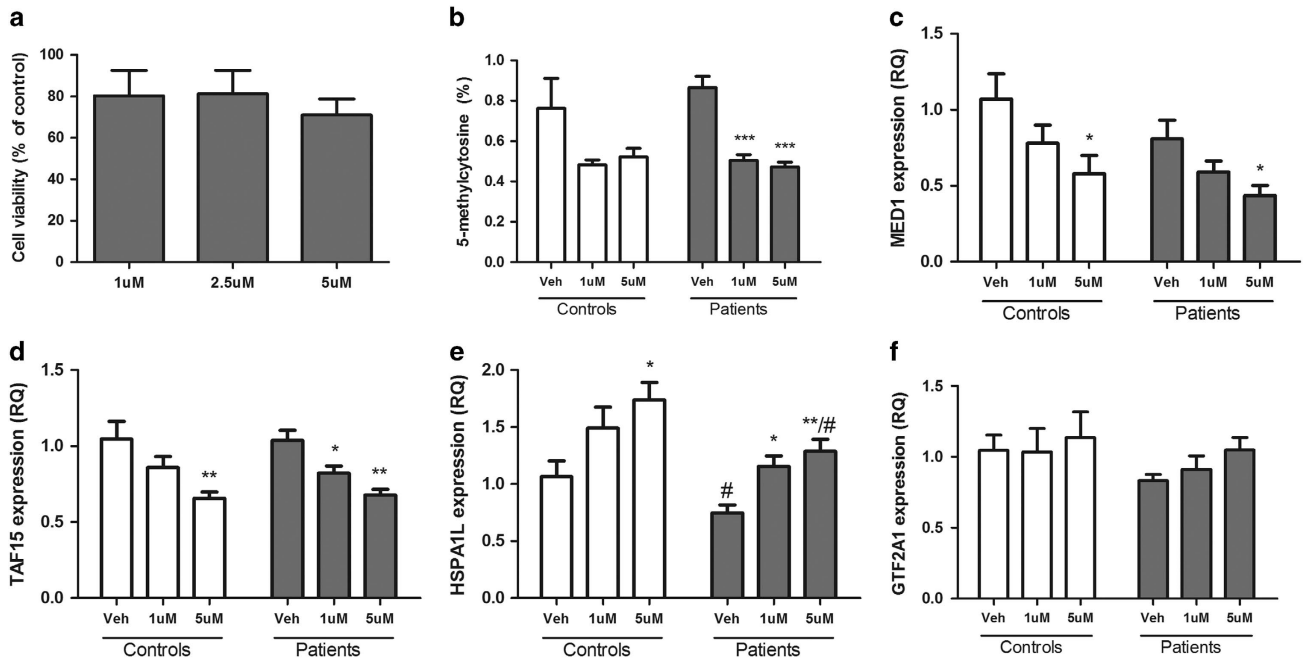 a
Cell viability (% of control)
100
80
60
40
20
0
1uM 2.5uM 5uM
b
5-methylcytosine (%)
1.0
0.8
0.6
0.4
0.2
0.0
*** ***
Veh 1uM 5uM Veh 1uM 5uM
Controls Patients
c
MED1 expression (RQ)
1.5
1.0
0.5
0.0
* *
Veh 1uM 5uM Veh 1uM 5uM
Controls Patients
d
TAF15 expression (RQ)
1.5
1.0
0.5
0.0
** * **
Veh 1uM 5uM Veh 1uM 5uM
Controls Patients
e
HSPA1L expression (RQ)
2.0
1.5
1.0
0.5
0.0
* # * **/#
Veh 1uM 5uM Veh 1uM 5uM
Controls Patients
f
GTF2A1 expression (RQ)
1.5
1.0
0.5
0.0
Veh 1uM 5uM Veh 1uM 5uM
Controls Patients